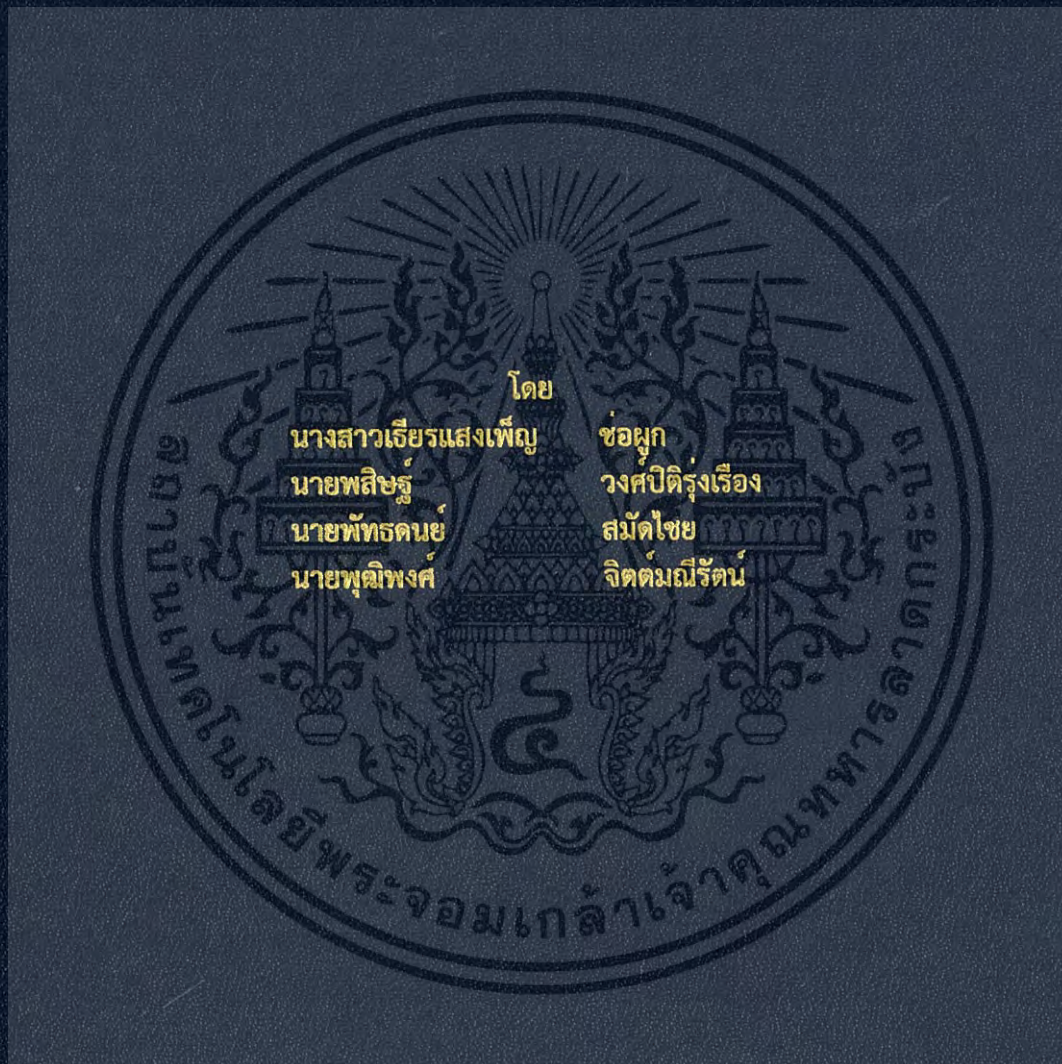 โดย
นางสาวเธียรแสงเพ็ญ ช่อผูก
นายพสิษฐ์ วงศ์ปิติรุ่งเรือง
นายพัทธดนย์ สมัดไชย
นายพุฒิพงศ์ จิตต์มณีรัตน์
สถาบันเทคโนโลยีพระจอมเกล้าเจ้าคุณทหารลาดกระบัง